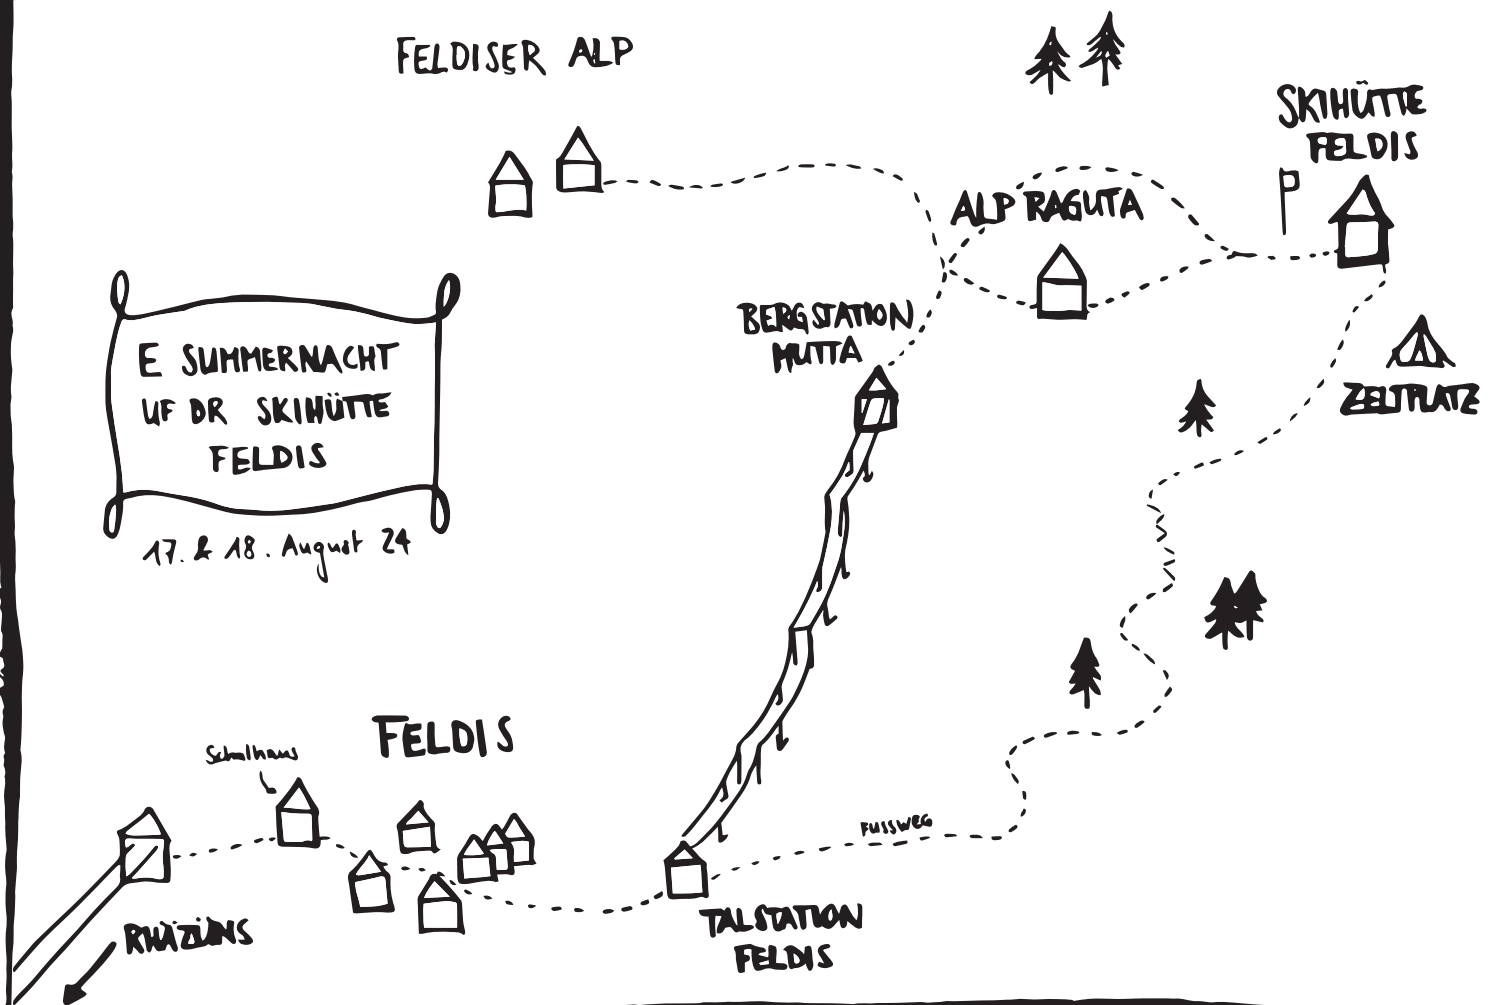 FELDISER ALP
SKIHÜTTE
FELDIS
ALP RAGUTA
BERGSTATION
MUTTA
E SUMMERNACHT
UF DR SKIHÜTTE
FELDIS
17. & 18. August 24
ZELTPLATZ
FELDIS
Schulhaus
FUSSWEG
RHÄZÜNS
TALSTATION
FELDIS